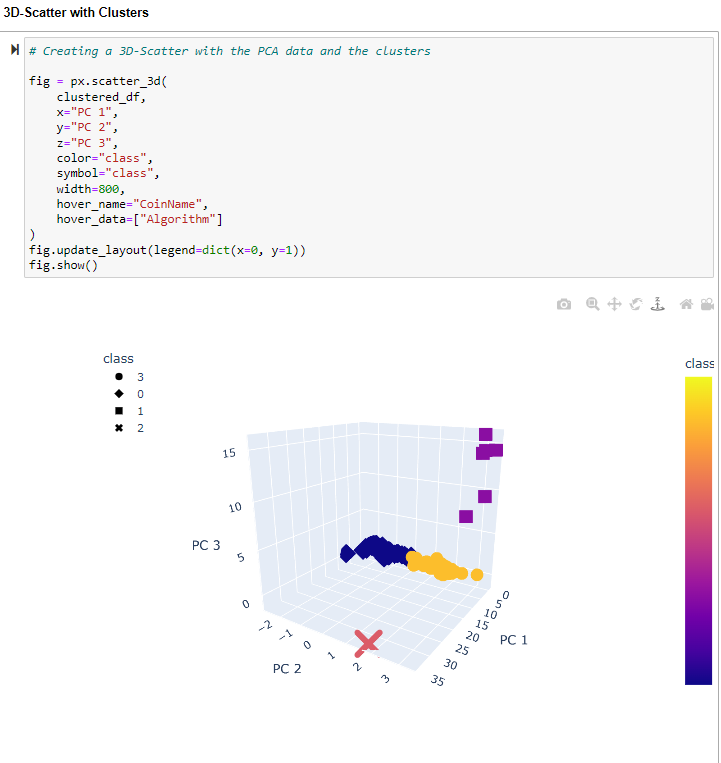 3D-Scatter with Clusters
# Creating a 3D-Scatter with the PCA data and the clusters
fig = px.scatter_3d(
    clustered_df,
    x="PC 1",
    y="PC 2",
    z="PC 3",
    color="class",
    symbol="class",
    width=800,
    hover_name="CoinName",
    hover_data=["Algorithm"]
)
fig.update_layout(legend=dict(x=0, y=1))
fig.show()
class
3
0
1
2
class
15
10
5
0
PC 3
−2
−1
0
1
2
3
PC 2
0
5
10
15
20
25
30
35
PC 1